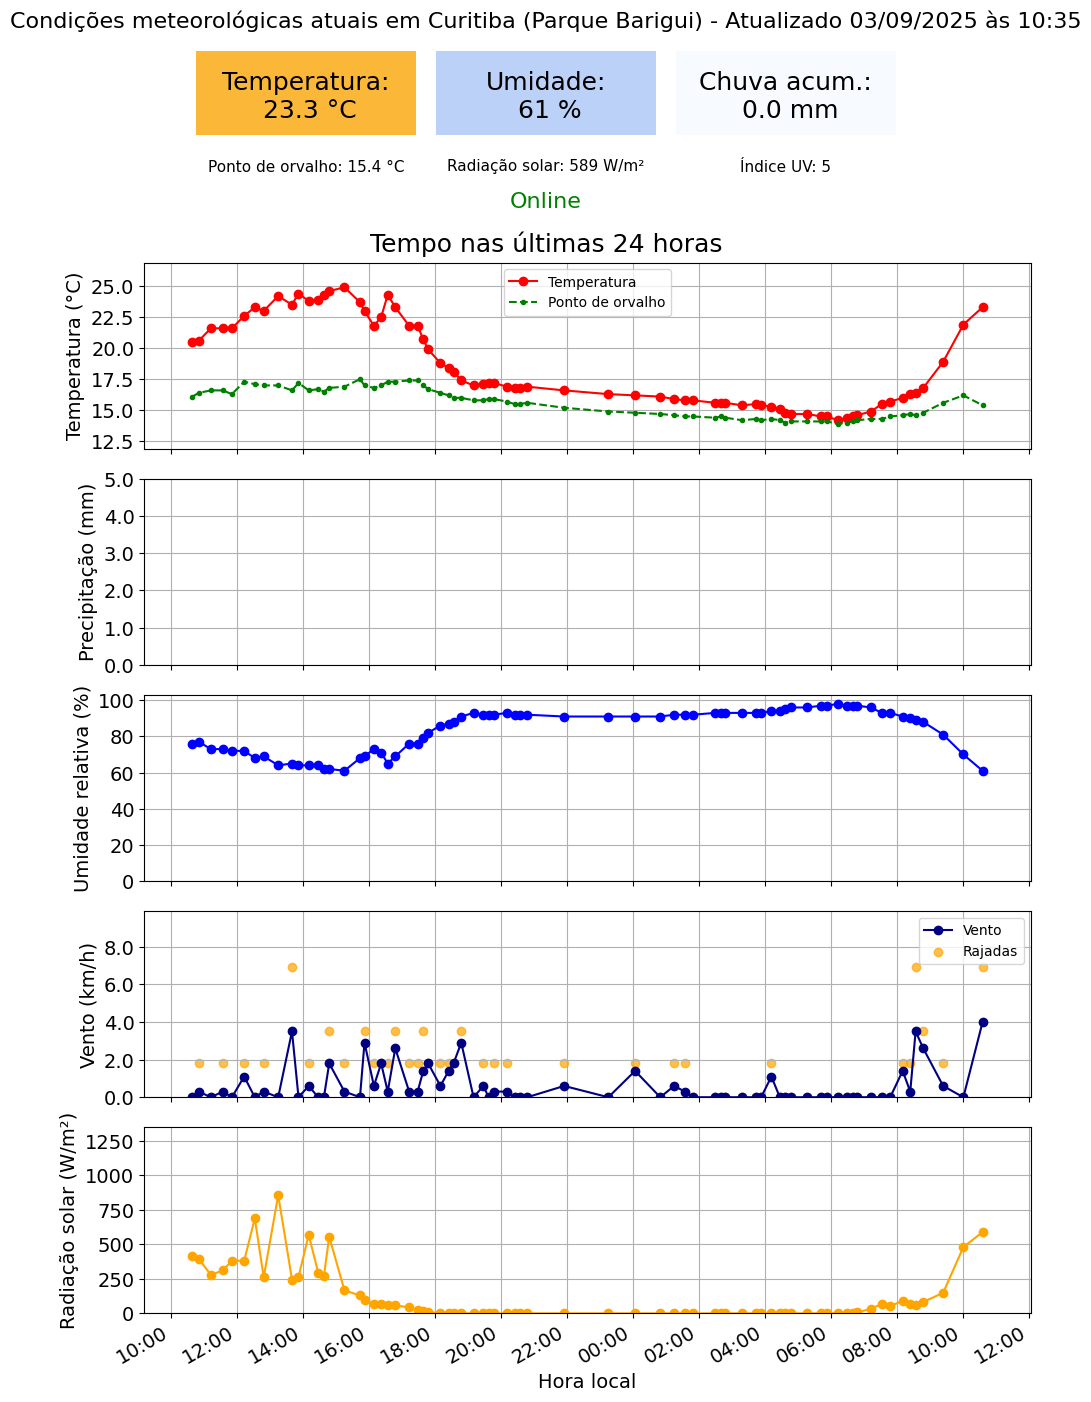 Condições meteorológicas atuais em Curitiba (Parque Barigui) - Atualizado 03/09/2025 às 10:35
Temperatura:
23.3 °C
Umidade:
61 %
Chuva acum.:
0.0 mm
Ponto de orvalho: 15.4 °C
Radiação solar: 589 W/m²
Índice UV: 5
Online
Tempo nas últimas 24 horas
Temperatura (°C)
25.0
22.5
20.0
17.5
15.0
12.5
Temperatura
Ponto de orvalho
Precipitação (mm)
5.0
4.0
3.0
2.0
1.0
0.0
Umidade relativa (%)
100
80
60
40
20
0
Vento (km/h)
8.0
6.0
4.0
2.0
0.0
Vento
Rajadas
Radiação solar (W/m²)
1250
1000
750
500
250
0
10:00
12:00
14:00
16:00
18:00
20:00
22:00
00:00
02:00
04:00
06:00
08:00
10:00
12:00
Hora local